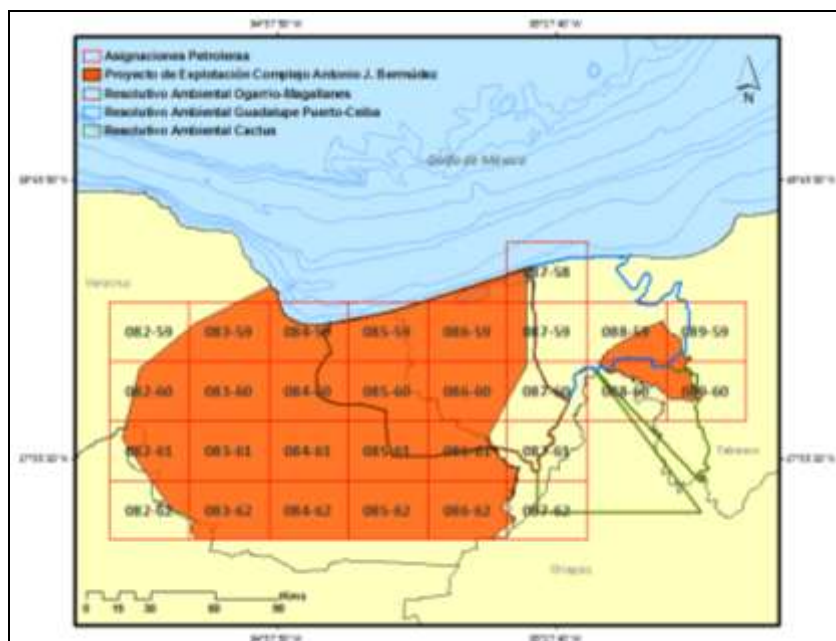 Asignaciones Petroleras
Proyecto de Explotación Complejo Antonio J. Bermúdez
Resolutivo Ambiental Ogarrio-Magallanes
Resolutivo Ambiental Guadalupe Puerto-Ceiba
Resolutivo Ambiental Cactus
N
Golfo de México
Veracruz
087-58
082-59 083-59 084-59 085-59 086-59 087-59 088-59 089-59
082-60 083-60 084-60 085-60 086-60 087-60 088-60 089-60
082-61 083-61 084-61 085-61 086-61 087-61
Tabasco
082-62 083-62 084-62 085-62 086-62 087-62
Chiapas
Kms
0 15 30 60 90